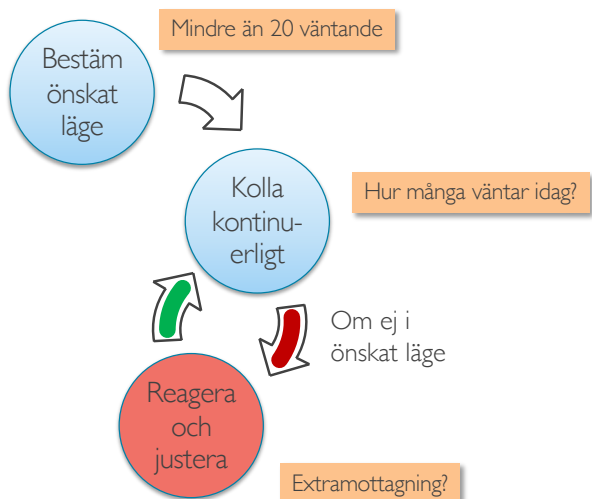 Mindre än 20 väntande
Bestäm
önskat
läge
Kolla
kontinu-
erligt
Hur många väntar idag?
Om ej i
önskat läge
Reagera
och
justera
Extramottagning?